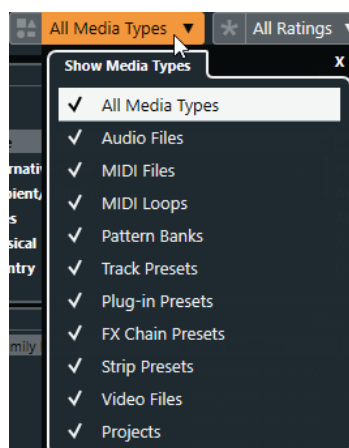 All Media Types
All Ratings
Show Media Types
X
All Media Types
Audio Files
MIDI Files
MIDI Loops
Pattern Banks
Track Presets
Plug-in Presets
FX Chain Presets
Strip Presets
Video Files
Projects